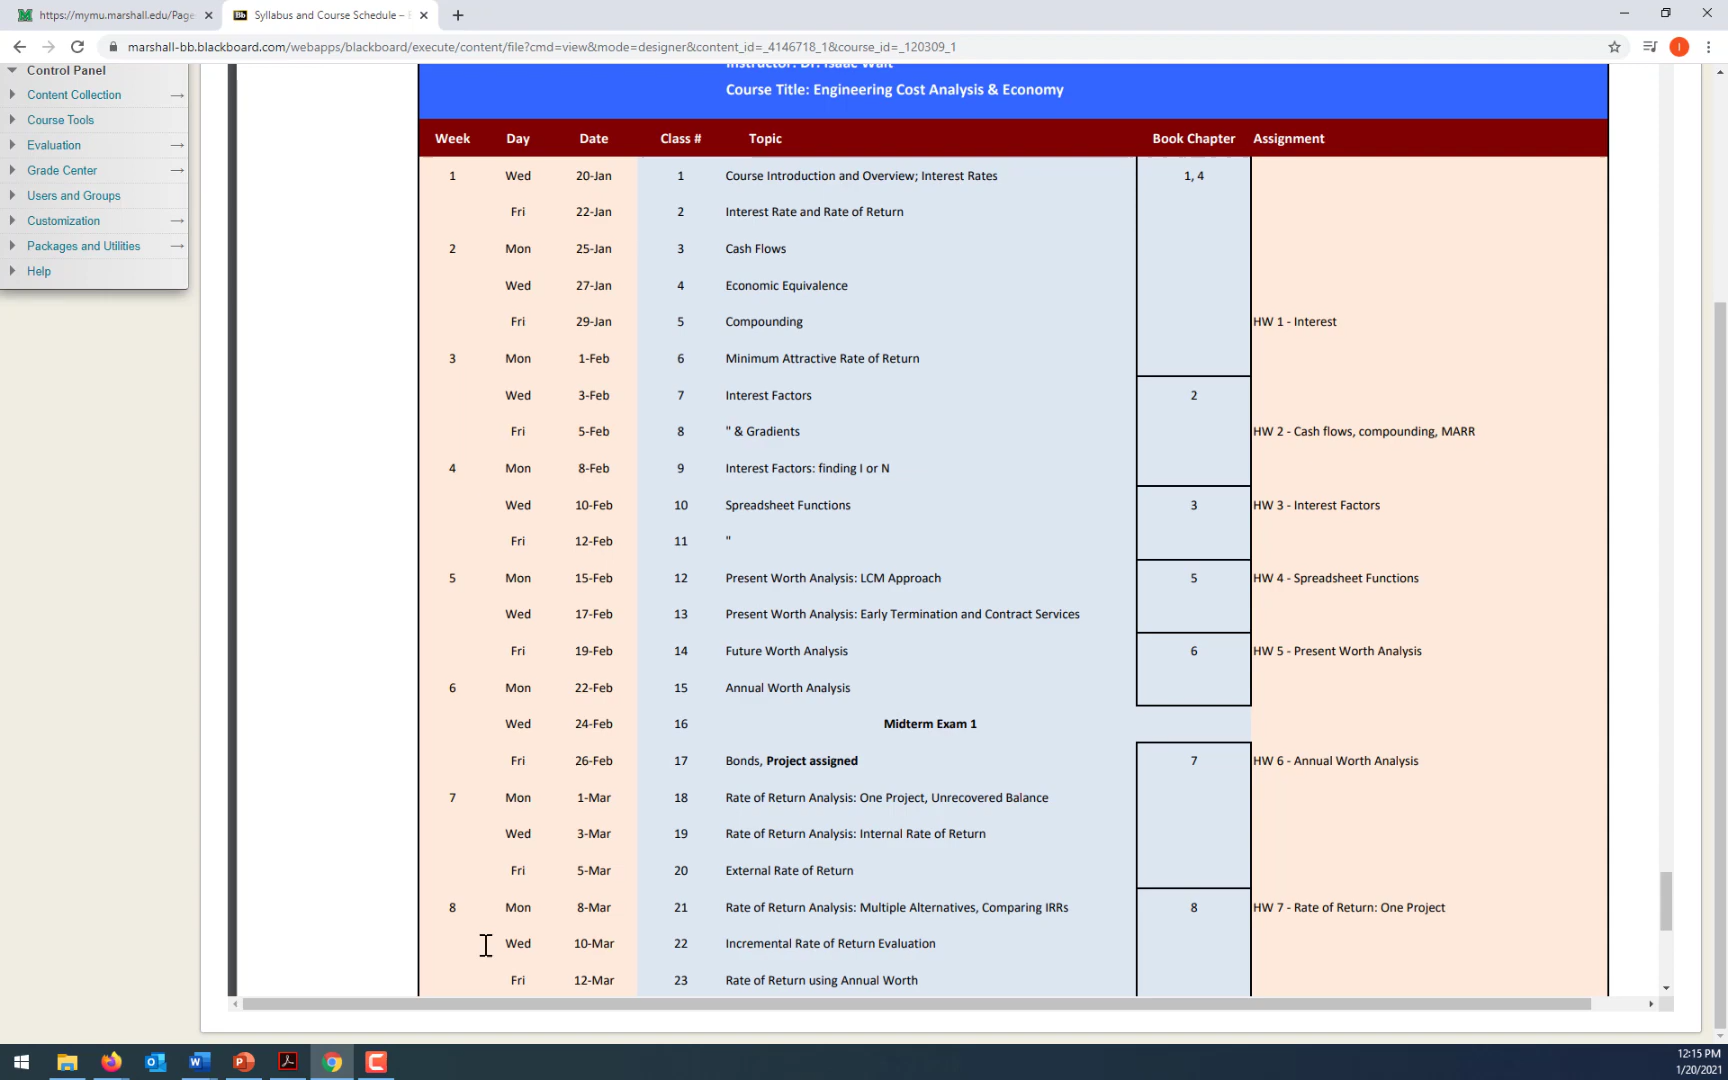 https://mymu.marshall.edu/Page
Syllabus and Course Schedule –
marshall-bb.blackboard.com/webapps/blackboard/execute/content/file?cmd=view&mode=designer&content_id=_4146718_1&course_id=_120309_1
Control Panel
Content Collection
Course Tools
Evaluation
Grade Center
Users and Groups
Customization
Packages and Utilities
Help
Instructor: Dr. Isaac Wait
Course Title: Engineering Cost Analysis & Economy
Week Day Date Class # Topic Book Chapter Assignment
1 Wed 20-Jan 1 Course Introduction and Overview; Interest Rates 1, 4
Fri 22-Jan 2 Interest Rate and Rate of Return
2 Mon 25-Jan 3 Cash Flows
Wed 27-Jan 4 Economic Equivalence
Fri 29-Jan 5 Compounding HW 1 - Interest
3 Mon 1-Feb 6 Minimum Attractive Rate of Return
Wed 3-Feb 7 Interest Factors 2
Fri 5-Feb 8 " & Gradients HW 2 - Cash flows, compounding, MARR
4 Mon 8-Feb 9 Interest Factors: finding I or N
Wed 10-Feb 10 Spreadsheet Functions 3 HW 3 - Interest Factors
Fri 12-Feb 11 "
5 Mon 15-Feb 12 Present Worth Analysis: LCM Approach 5 HW 4 - Spreadsheet Functions
Wed 17-Feb 13 Present Worth Analysis: Early Termination and Contract Services
Fri 19-Feb 14 Future Worth Analysis 6 HW 5 - Present Worth Analysis
6 Mon 22-Feb 15 Annual Worth Analysis
Wed 24-Feb 16 Midterm Exam 1
Fri 26-Feb 17 Bonds, Project assigned 7 HW 6 - Annual Worth Analysis
7 Mon 1-Mar 18 Rate of Return Analysis: One Project, Unrecovered Balance
Wed 3-Mar 19 Rate of Return Analysis: Internal Rate of Return
Fri 5-Mar 20 External Rate of Return
8 Mon 8-Mar 21 Rate of Return Analysis: Multiple Alternatives, Comparing IRRs 8 HW 7 - Rate of Return: One Project
Wed 10-Mar 22 Incremental Rate of Return Evaluation
Fri 12-Mar 23 Rate of Return using Annual Worth
12:15 PM
1/20/2021